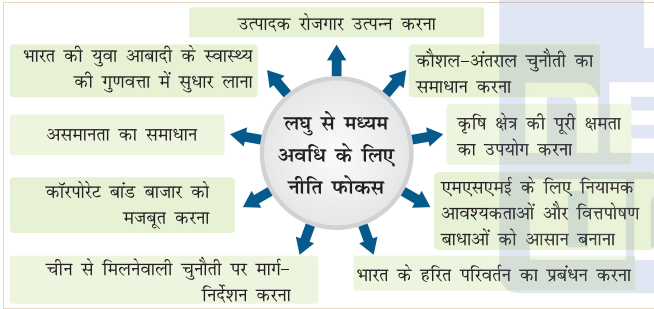 उत्पादक रोजगार उत्पन्न करना
भारत की युवा आबादी के स्वास्थ्य
की गुणवत्ता में सुधार लाना
कौशल-अंतराल चुनौती का
समाधान करना
असमानता का समाधान
लघु से मध्यम
अवधि के लिए
नीति फोकस
कृषि क्षेत्र की पूरी क्षमता
का उपयोग करना
कॉरपोरेट बांड बाजार को
मजबूत करना
एमएसएमई के लिए नियामक
आवश्यकताओं और वित्तपोषण
बाधाओं को आसान बनाना
चीन से मिलनेवाली चुनौती पर मार्ग-
निर्देशन करना
भारत के हरित परिवर्तन का प्रबंधन करना